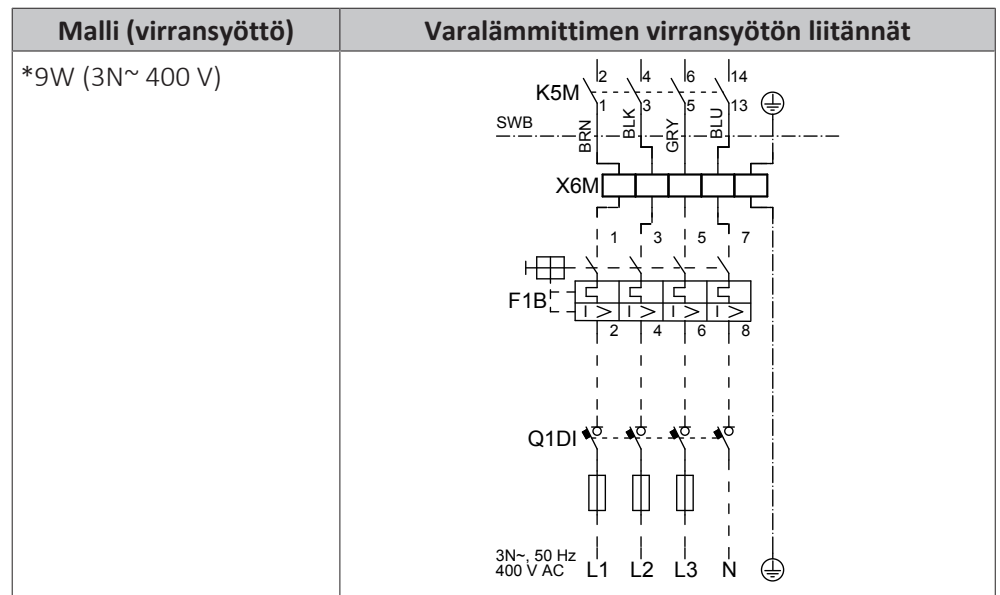 Malli (virransyöttö) Varalämmittimen virransyötön liitännät
*9W (3N~ 400 V)
2 4 6 14
K5M
1 3 5 13
SWB
BRN BLK GRY BLU
X6M
1 3 5 7
F1B
I > I > I > I >
2 4 6 8
Q1DI
3N~, 50 Hz
400 V AC
L1 L2 L3 N